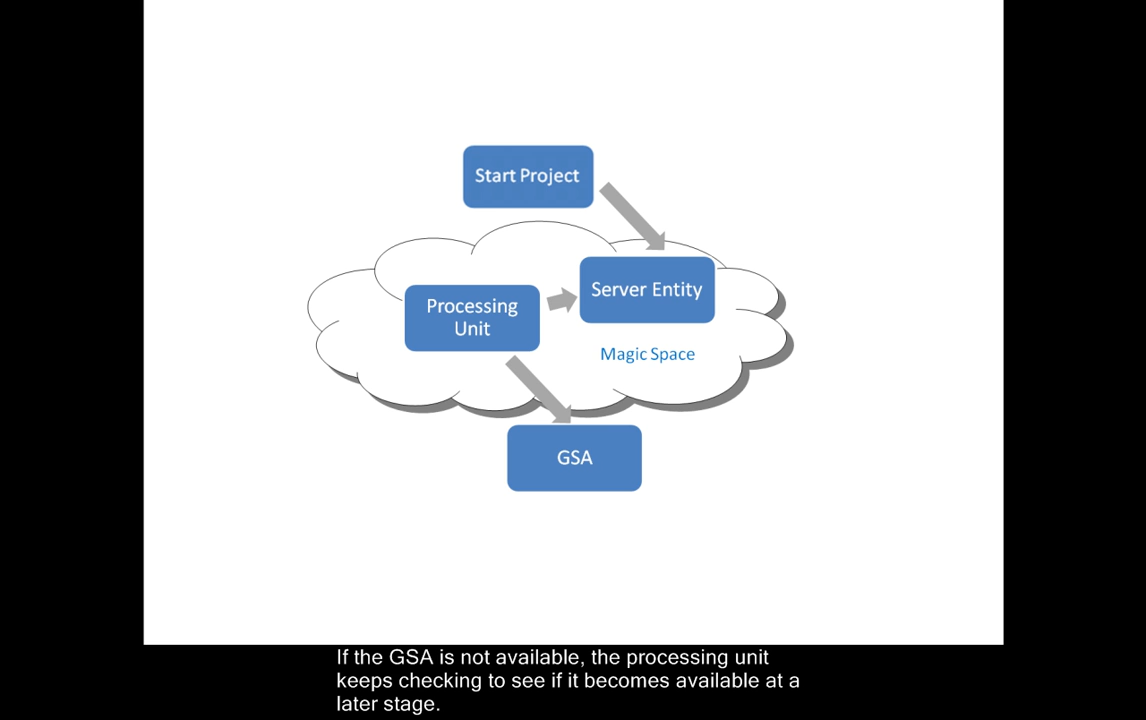 Start Project
Server Entity
Processing
Unit
Magic Space
GSA
If the GSA is not available, the processing unit
keeps checking to see if it becomes available at a
later stage.